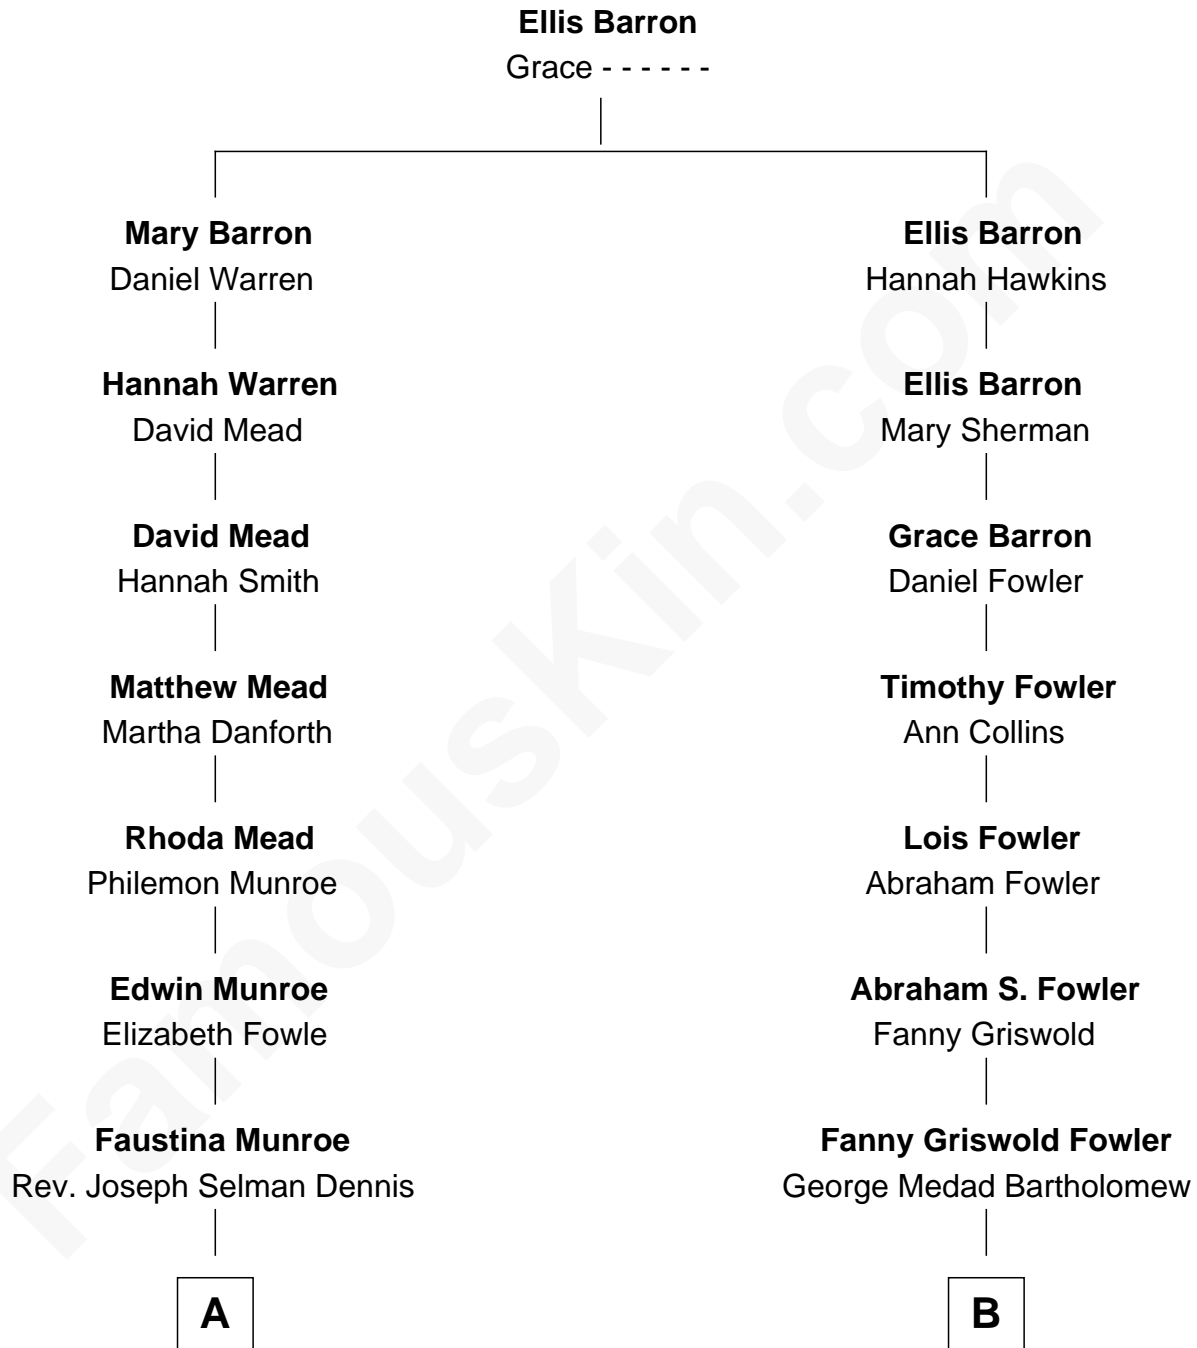 Ellis Barron
Grace - - - - - -
Mary Barron
Daniel Warren
Ellis Barron
Hannah Hawkins
Hannah Warren
David Mead
Ellis Barron
Mary Sherman
David Mead
Hannah Smith
Grace Barron
Daniel Fowler
Matthew Mead
Martha Danforth
Timothy Fowler
Ann Collins
Rhoda Mead
Philemon Munroe
Lois Fowler
Abraham Fowler
Edwin Munroe
Elizabeth Fowle
Abraham S. Fowler
Fanny Griswold
Faustina Munroe
Rev. Joseph Selman Dennis
Fanny Griswold Fowler
George Medad Bartholomew
A
B
FamousKin.com